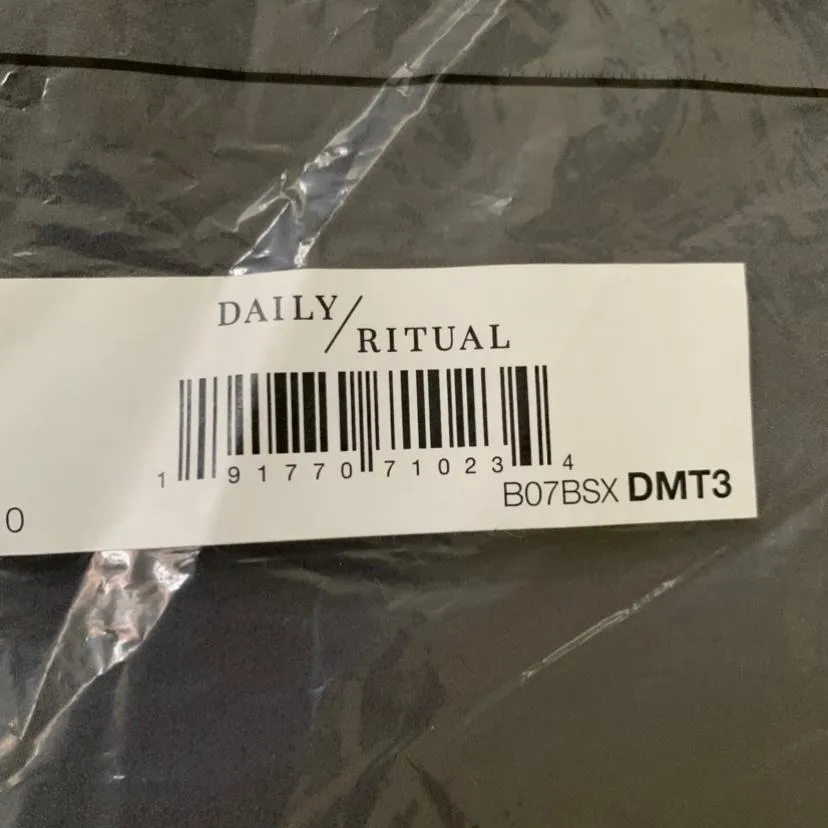 DAILY/
RITUAL
1 91770 71023 4
0
B07BSX DMT3